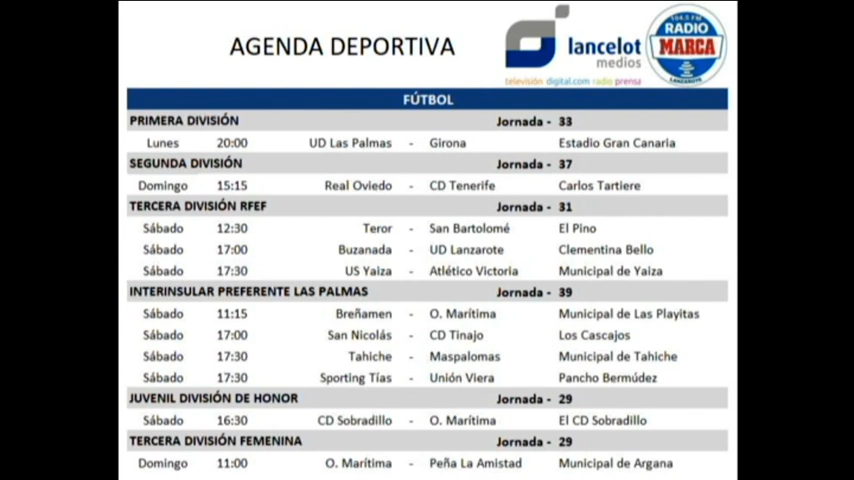 AGENDA DEPORTIVA
lancelot
medios
televisión digital.com radio prensa
104.5 FM
RADIO
MARCA
LANZAROTE
FÚTBOL
PRIMERA DIVISIÓN Jornada - 33
Lunes 20:00 UD Las Palmas - Girona Estadio Gran Canaria
SEGUNDA DIVISIÓN Jornada - 37
Domingo 15:15 Real Oviedo - CD Tenerife Carlos Tartiere
TERCERA DIVISIÓN RFEF Jornada - 31
Sábado 12:30 Teror - San Bartolomé El Pino
Sábado 17:00 Buzanada - UD Lanzarote Clementina Bello
Sábado 17:30 US Yaiza - Atlético Victoria Municipal de Yaiza
INTERINSULAR PREFERENTE LAS PALMAS Jornada - 39
Sábado 11:15 Breñamen - O. Marítima Municipal de Las Playitas
Sábado 17:00 San Nicolás - CD Tinajo Los Cascajos
Sábado 17:30 Tahiche - Maspalomas Municipal de Tahiche
Sábado 17:30 Sporting Tías - Unión Viera Pancho Bermúdez
JUVENIL DIVISIÓN DE HONOR Jornada - 29
Sábado 16:30 CD Sobradillo - O. Marítima El CD Sobradillo
TERCERA DIVISIÓN FEMENINA Jornada - 29
Domingo 11:00 O. Marítima - Peña La Amistad Municipal de Argana